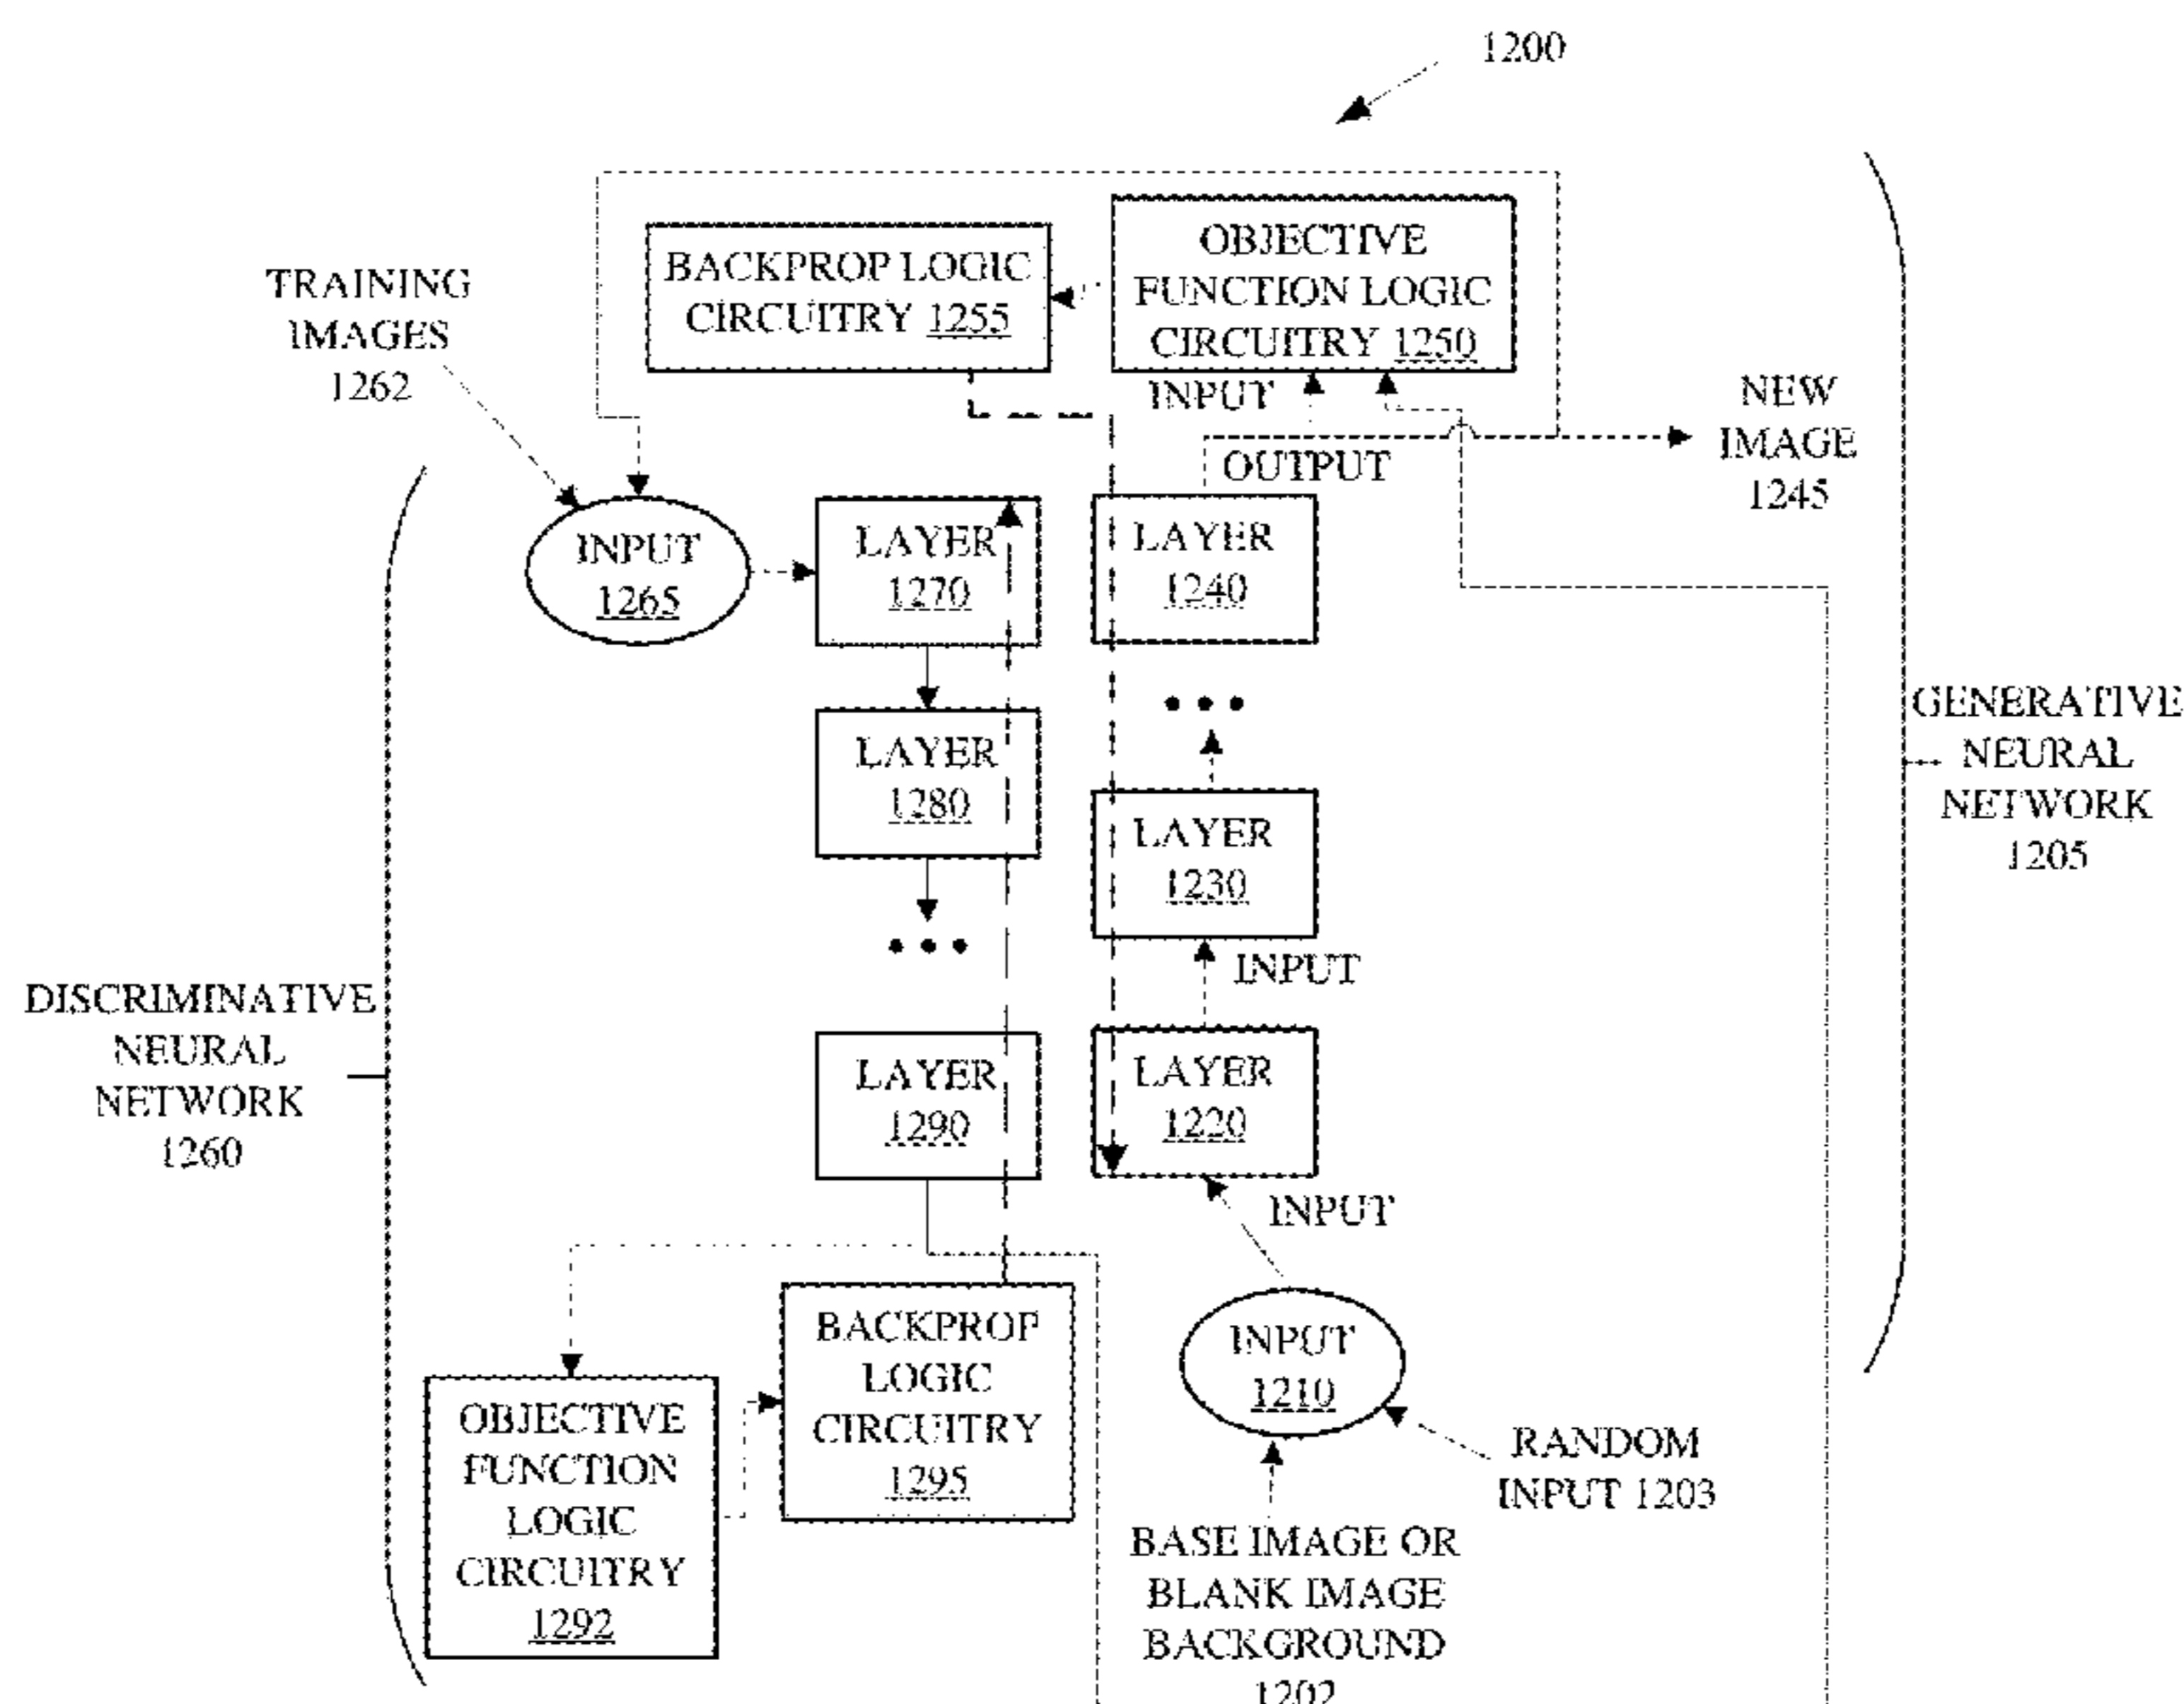 1200
BACKPROP LOGIC
CIRCUITRY 1255
OBJECTIVE
FUNCTION LOGIC
CIRCUITRY 1250
TRAINING
IMAGES
1262
INPUT
OUTPUT
NEW
IMAGE
1245
INPUT
1265
LAYER
1270
LAYER
1240
LAYER
1280
LAYER
1230
INPUT
GENERATIVE
NEURAL
NETWORK
1205
DISCRIMINATIVE
NEURAL
NETWORK
1260
LAYER
1290
LAYER
1220
INPUT
BACKPROP
LOGIC
CIRCUITRY
1295
INPUT
1210
OBJECTIVE
FUNCTION
LOGIC
CIRCUITRY
1292
RANDOM
INPUT 1203
BASE IMAGE OR
BLANK IMAGE
BACKGROUND
1202